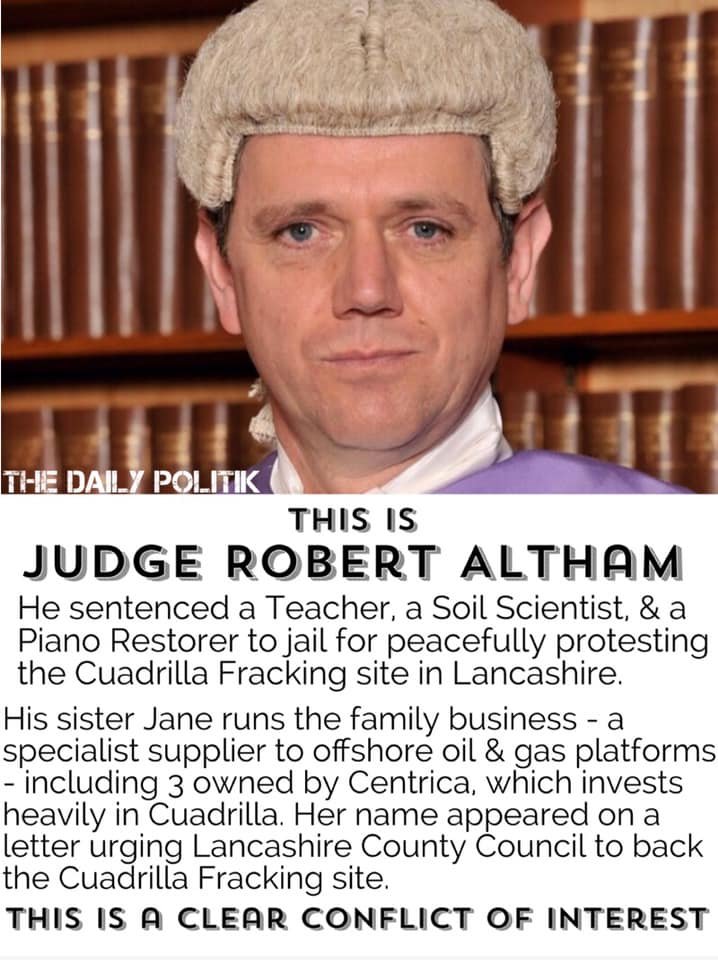 THE DAILY POLITIK
THIS IS
JUDGE ROBERT ALTHAM
He sentenced a Teacher, a Soil Scientist, & a
Piano Restorer to jail for peacefully protesting
the Cuadrilla Fracking site in Lancashire.
His sister Jane runs the family business - a
specialist supplier to offshore oil & gas platforms
- including 3 owned by Centrica, which invests
heavily in Cuadrilla. Her name appeared on a
letter urging Lancashire County Council to back
the Cuadrilla Fracking site.
THIS IS A CLEAR CONFLICT OF INTEREST